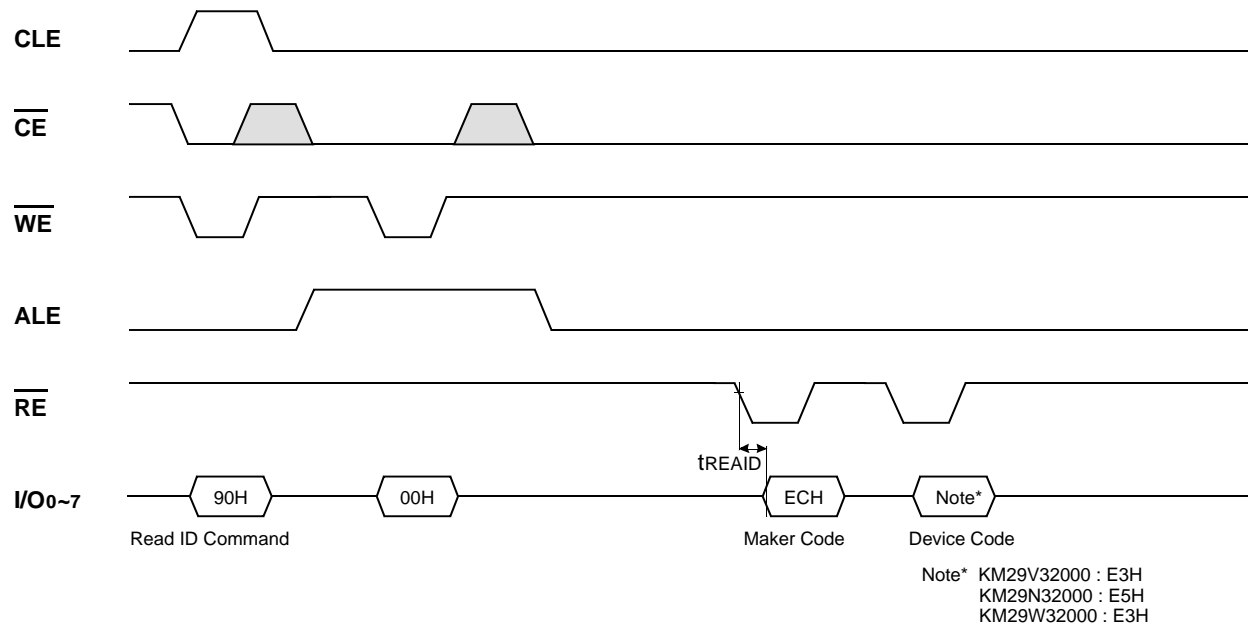 CLE
CE
WE
ALE
RE
tREAID
I/O0~7
90H
00H
ECH
Note*
Read ID Command
Maker Code
Device Code
Note* KM29V32000 : E3H
KM29N32000 : E5H
KM29W32000 : E3H